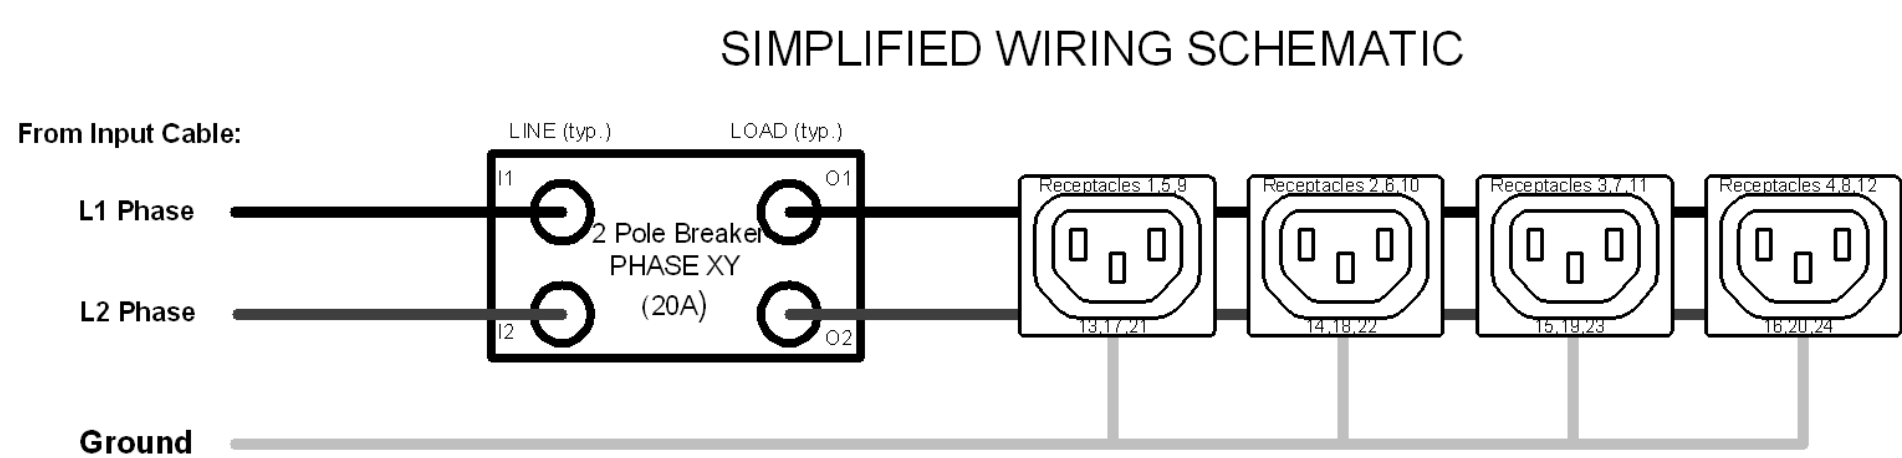 SIMPLIFIED WIRING SCHEMATIC
From Input Cable:
LINE (typ.)
LOAD (typ.)
I1
O1
L1 Phase
2 Pole Breaker
PHASE XY
(20A)
L2 Phase
I2
O2
Receptacles 1,5,9
13,17,21
Receptacles 2,6,10
14,18,22
Receptacles 3,7,11
15,19,23
Receptacles 4,8,12
16,20,24
Ground